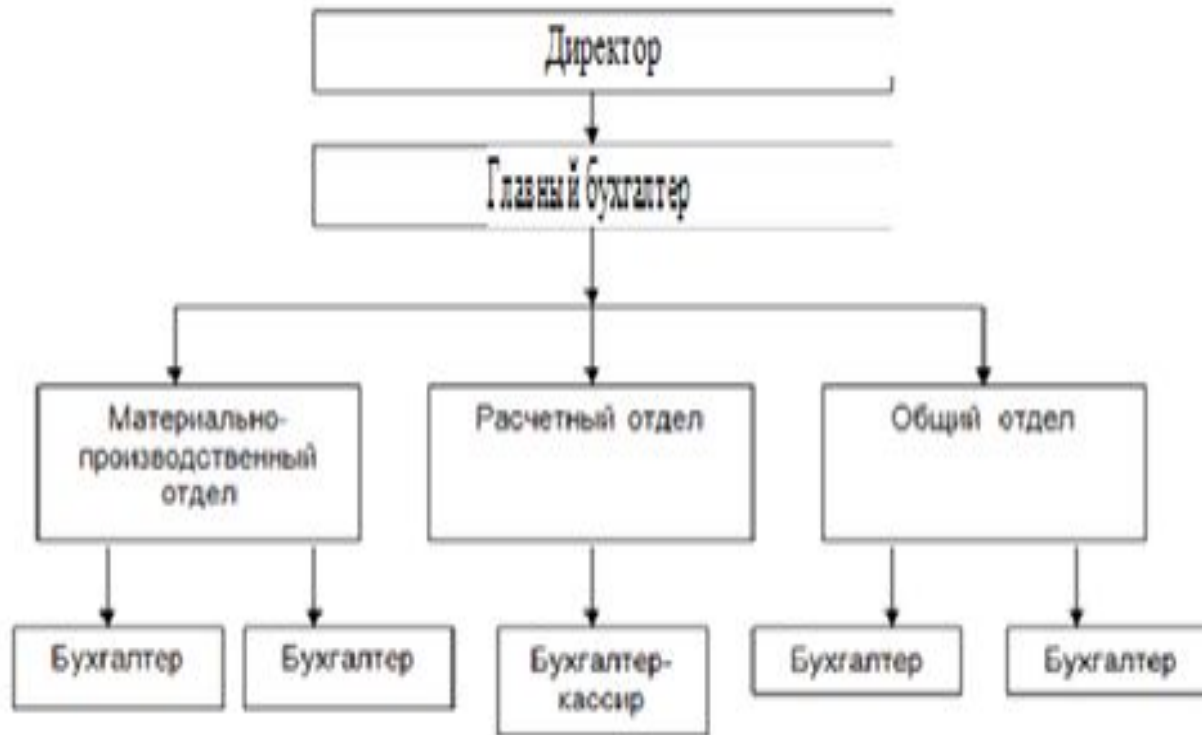 Директор
Главный бухгалтер
Материально-
производственный
отдел
Расчетный отдел
Общий отдел
Бухгалтер
Бухгалтер
Бухгалтер-
кассир
Бухгалтер
Бухгалтер